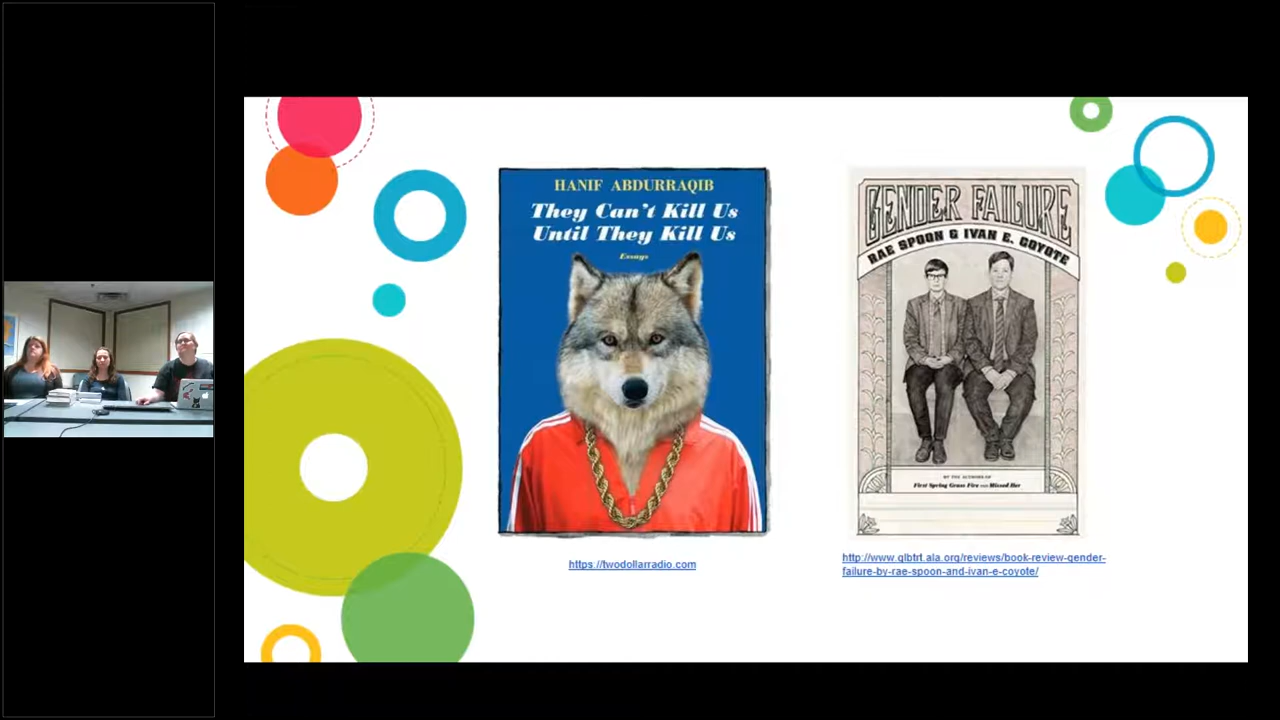 HANIF ABDURRAQIB
They Can't Kill Us
Until They Kill Us
Essays
https://twodollarradio.com
GENDER FAILURE
RAE SPOON & IVAN E. COYOTE
BY THE AUTHORS OF
First Spring Grass Fire AND Missed Her
http://www.glbtrt.ala.org/reviews/book-review-gender-
failure-by-rae-spoon-and-ivan-e-coyote/